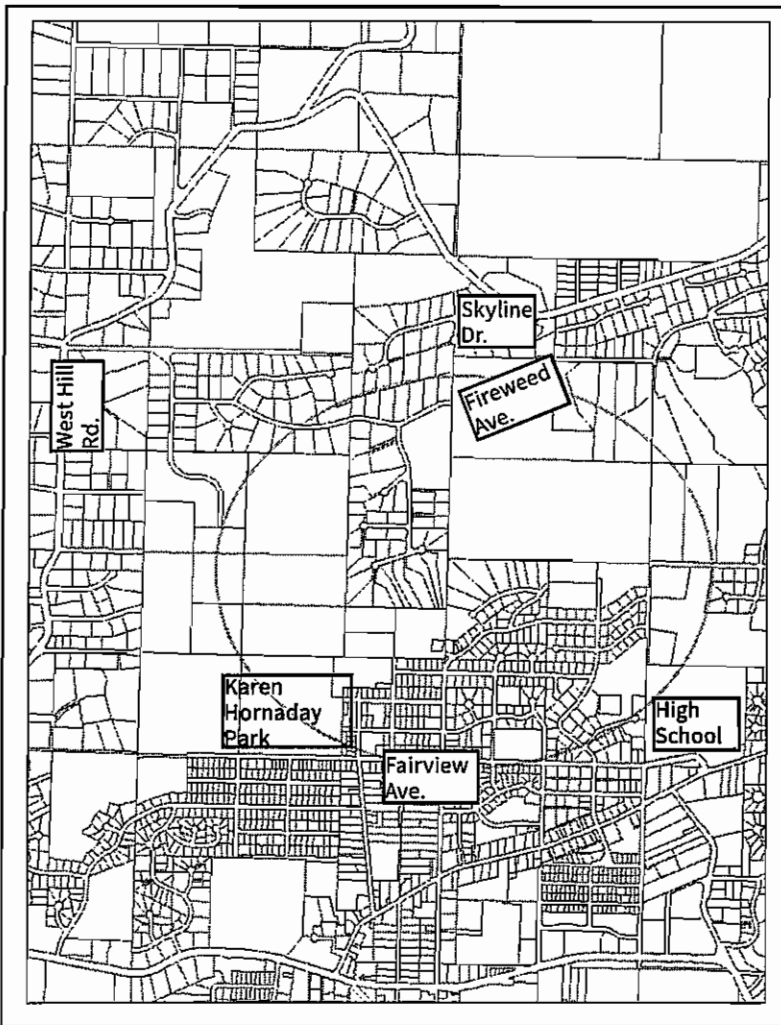 Skyline
Dr.
West Hill
Rd.
Fireweed
Ave.
Karen
Hornaday
Park
High
School
Fairview
Ave.